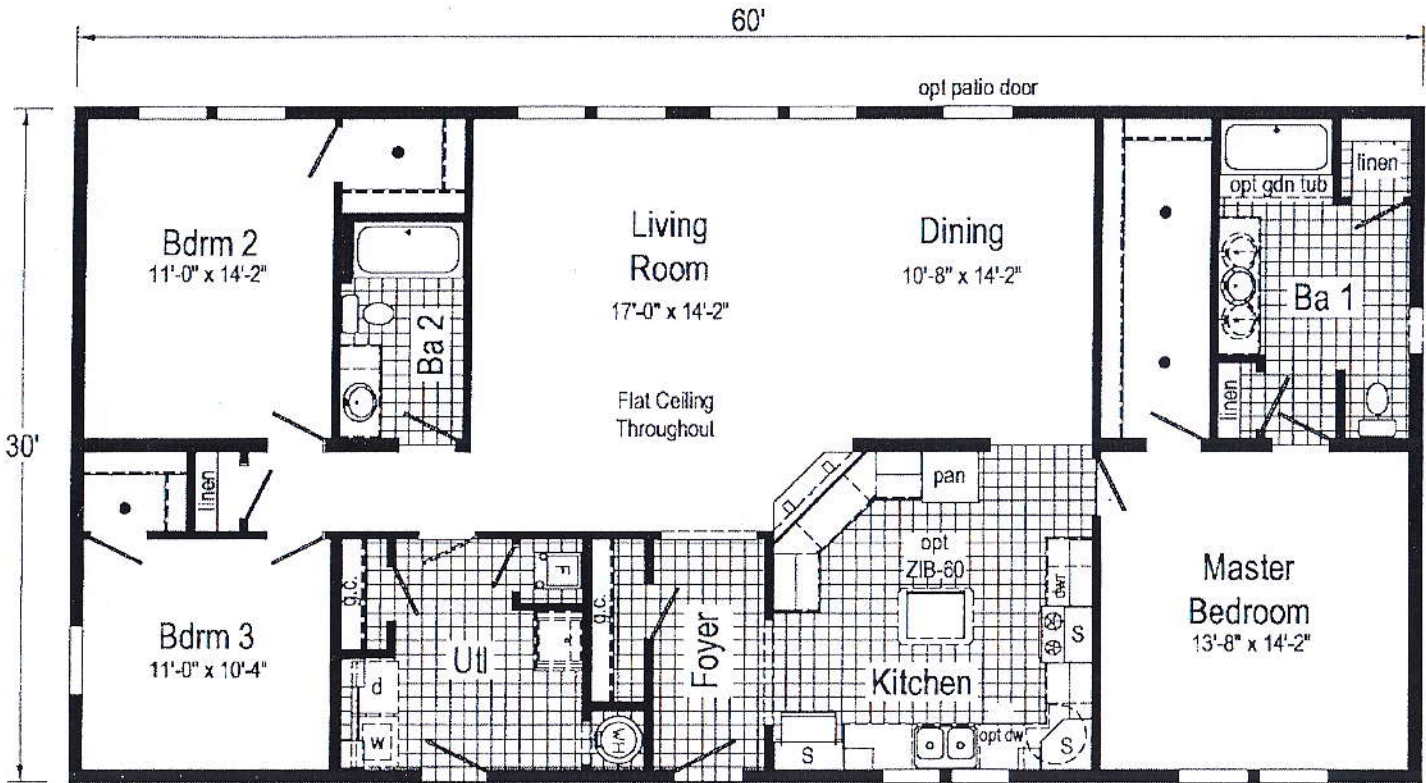 60'
opt patio door
30'
Bdrm 2
11'-0" x 14'-2"
Ba 2
Living
Room
17'-0" x 14'-2"
Flat Ceiling
Throughout
Dining
10'-8" x 14'-2"
opt gdn tub
linen
Ba 1
linen
linen
pan
opt
ZIB-60
dwr
S
Master
Bedroom
13'-8" x 14'-2"
Bdrm 3
11'-0" x 10'-4"
g.c.
F
g.c.
Utl
d
w
WH
Foyer
Kitchen
S
opt dw
S